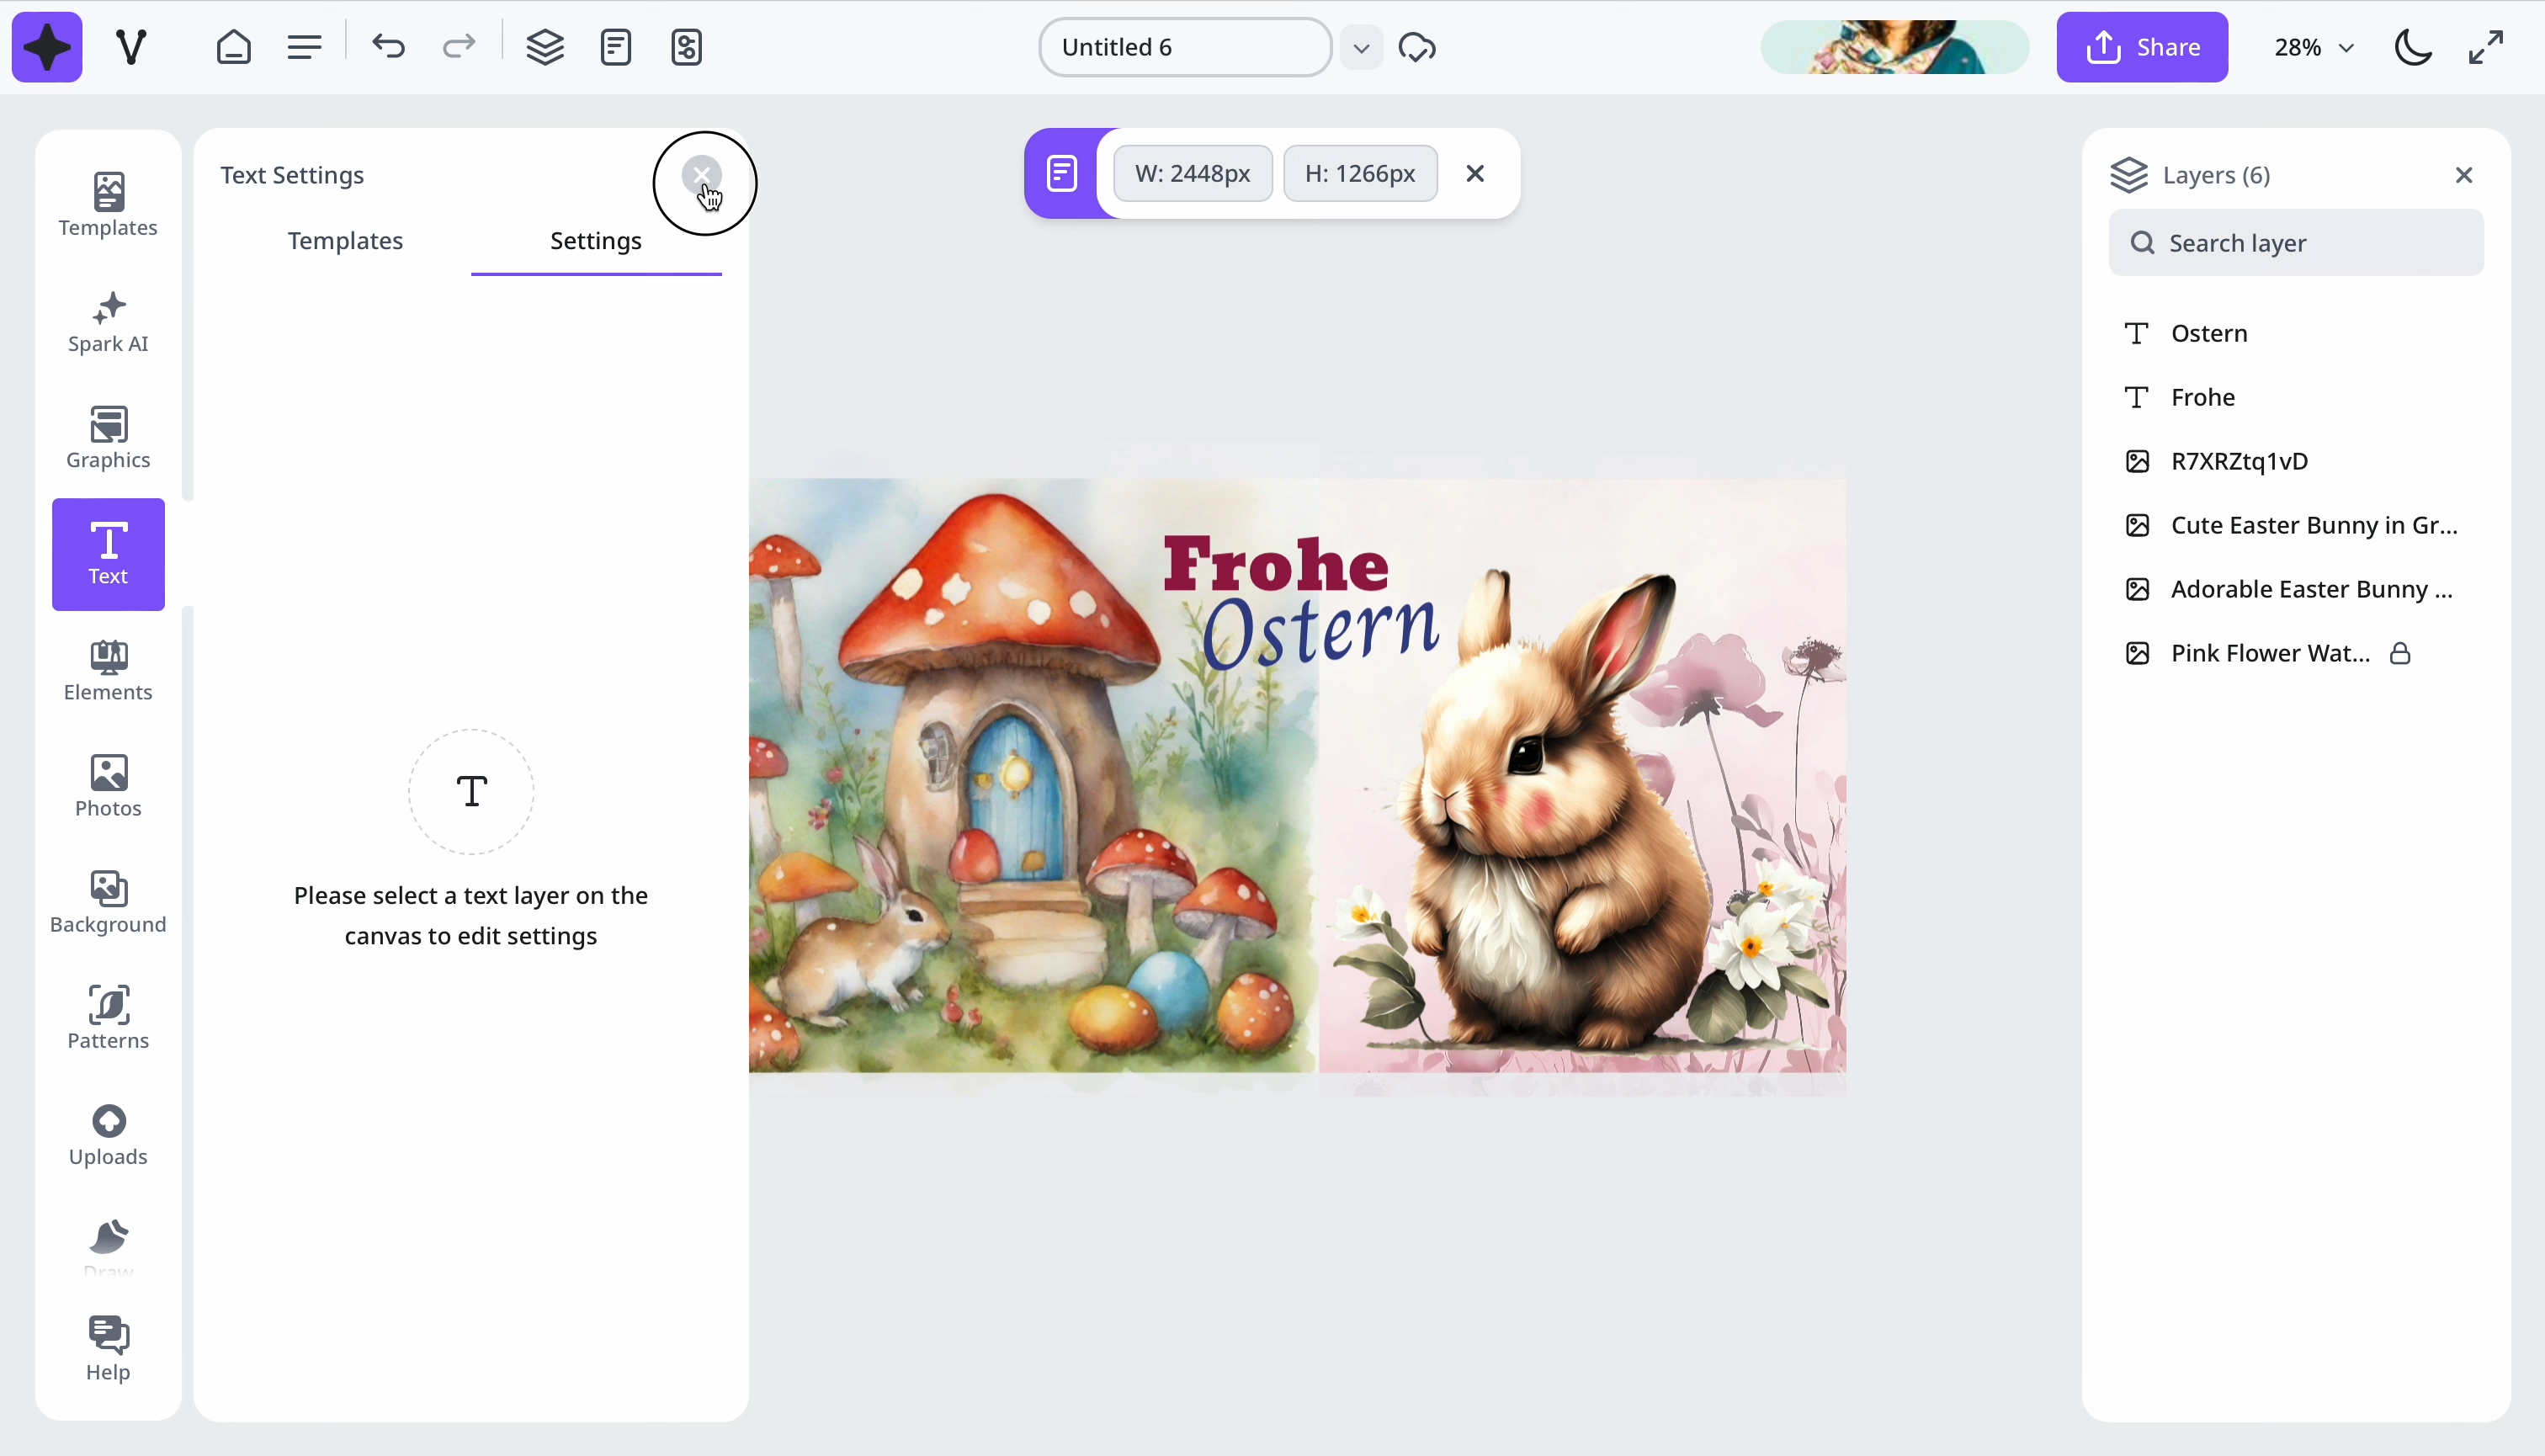 Untitled 6
Share
28%
Templates
Spark AI
Graphics
Text
Elements
Photos
Background
Patterns
Uploads
Draw
Help
Text Settings
Templates
Settings
Please select a text layer on the
canvas to edit settings
W: 2448px
H: 1266px
Frohe
Ostern
Layers (6)
Search layer
Ostern
Frohe
R7XRZtq1vD
Cute Easter Bunny in Gr...
Adorable Easter Bunny ...
Pink Flower Wat...